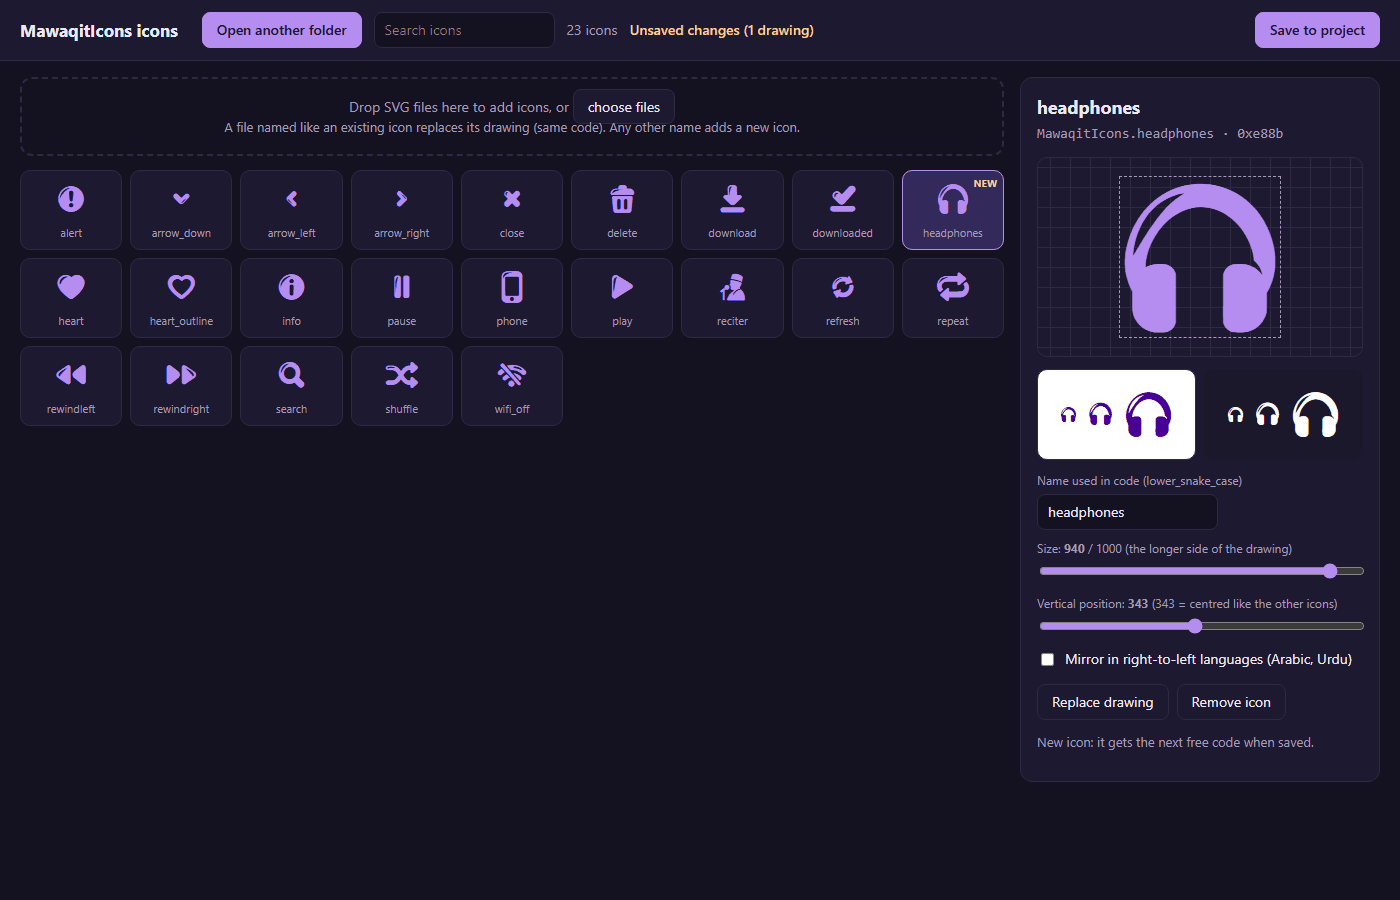 MawaqitIcons icons
Open another folder
Search icons
23 icons
Unsaved changes (1 drawing)
Save to project
Drop SVG files here to add icons, or choose files
A file named like an existing icon replaces its drawing (same code). Any other name adds a new icon.
alert
arrow_down
arrow_left
arrow_right
close
delete
download
downloaded
NEW
headphones
heart
heart_outline
info
pause
phone
play
reciter
refresh
repeat
rewindleft
rewindright
search
shuffle
wifi_off
headphones
MawaqitIcons.headphones · 0xe88b
Name used in code (lower_snake_case)
headphones
Size: 940 / 1000 (the longer side of the drawing)
Vertical position: 343 (343 = centred like the other icons)
Mirror in right-to-left languages (Arabic, Urdu)
Replace drawing
Remove icon
New icon: it gets the next free code when saved.